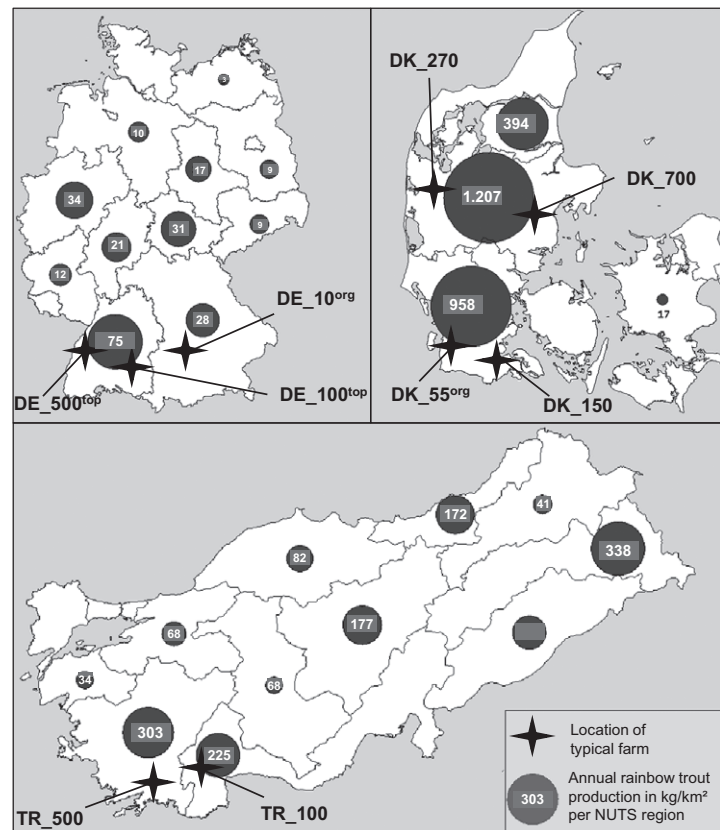 3
10
17
9
34
31
9
21
12
28
75
DE_10org
DE_500top
DE_100top
DK_270
394
1.207
DK_700
958
17
DK_55org
DK_150
172
41
82
338
177
68
34
68
303
225
TR_500
TR_100
Location of
typical farm
303
Annual rainbow trout
production in kg/km²
per NUTS region